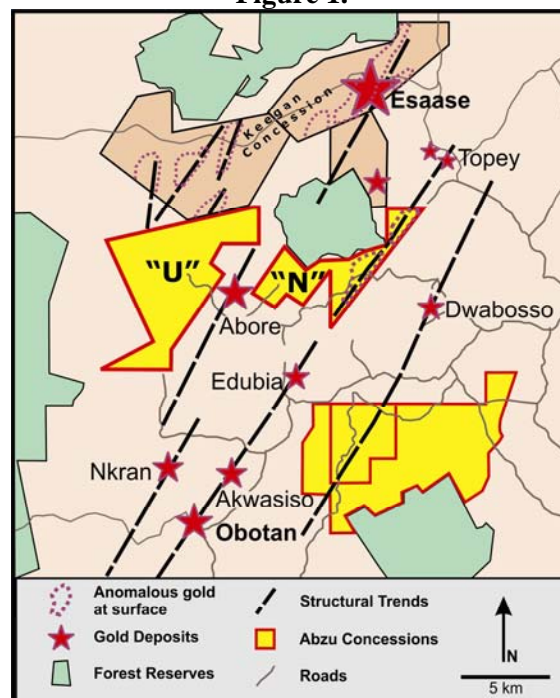 Figure 1.
Keegan
Concession
Esaase
Topey
"U"
"N"
Abore
Dwabosso
Edubia
Nkran
Akwasiso
Obotan
Anomalous gold
at surface
Structural Trends
Gold Deposits
Abzu Concessions
Forest Reserves
Roads
N
5 km